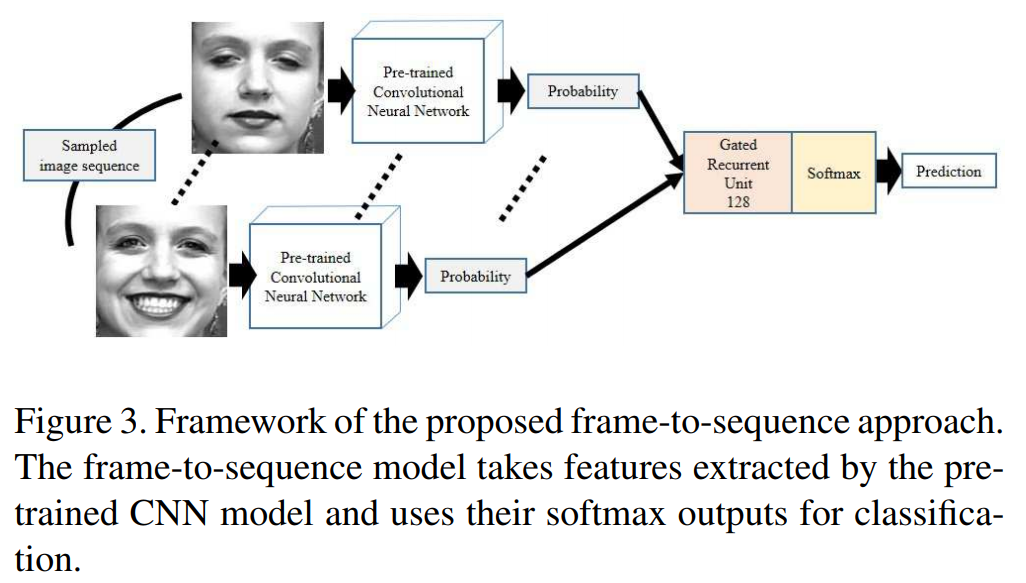 Sampled
image sequence
Pre-trained
Convolutional
Neural Network
Probability
Pre-trained
Convolutional
Neural Network
Probability
Gated
Recurrent
Unit
128
Softmax
Prediction
Figure 3. Framework of the proposed frame-to-sequence approach.
The frame-to-sequence model takes features extracted by the pre-
trained CNN model and uses their softmax outputs for classifica-
tion.